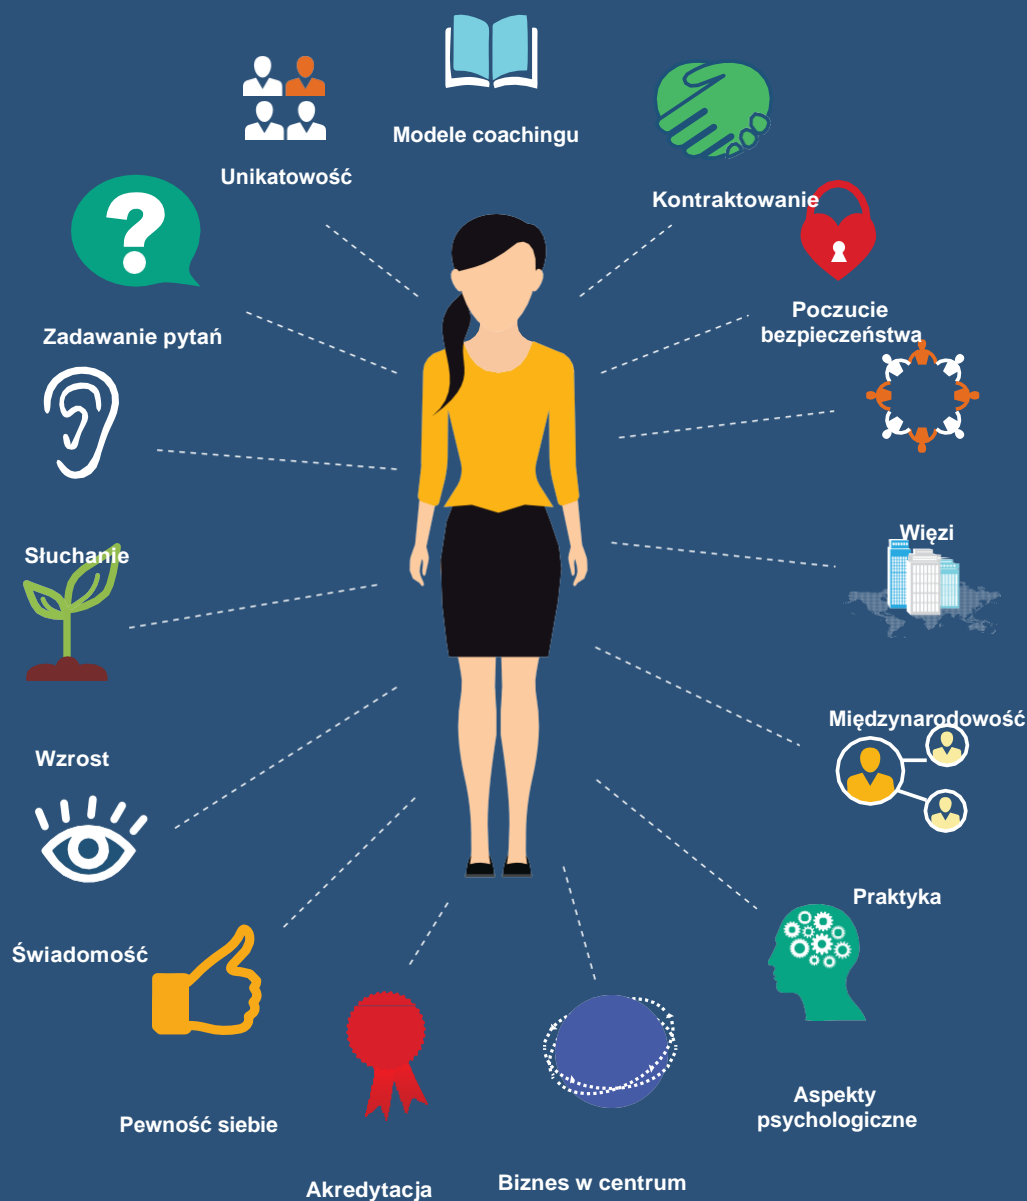 Modele coachingu
Unikatowość
Kontraktowanie
Poczucie
bezpieczeństwa
Zadawanie pytań
Więzi
Słuchanie
Międzynarodowość
Wzrost
Praktyka
Świadomość
Aspekty
psychologiczne
Pewność siebie
Biznes w centrum
Akredytacja